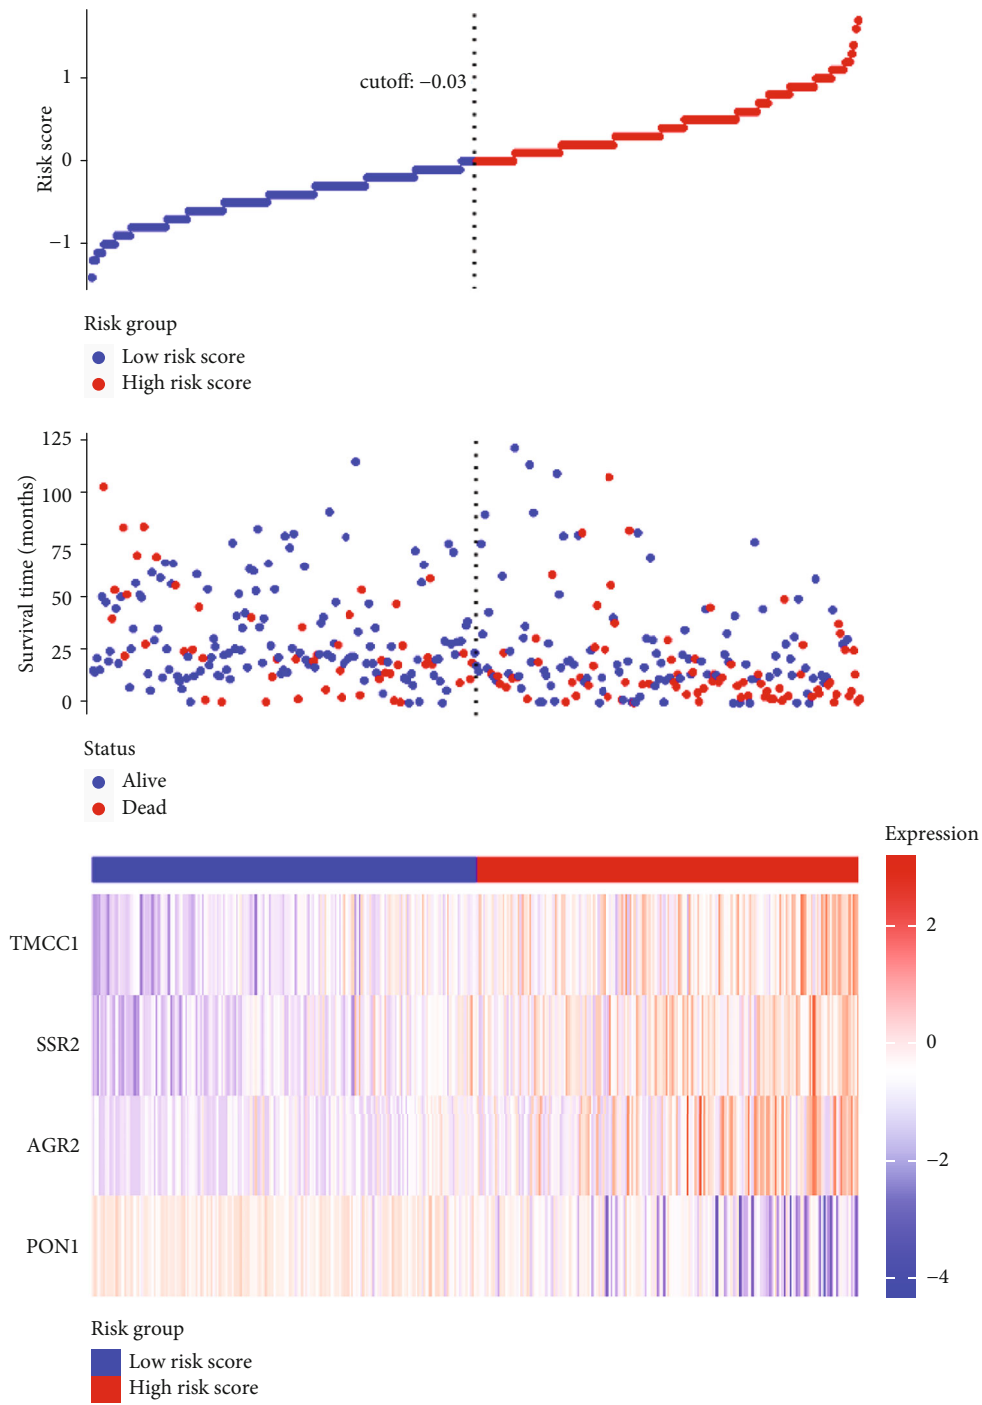 1
0
−1
Risk score
cutoff: −0.03
Risk group
Low risk score
High risk score
125
100
75
50
25
0
Survival time (months)
Status
Alive
Dead
Expression
TMCC1
SSR2
AGR2
PON1
2
0
−2
−4
Risk group
Low risk score
High risk score